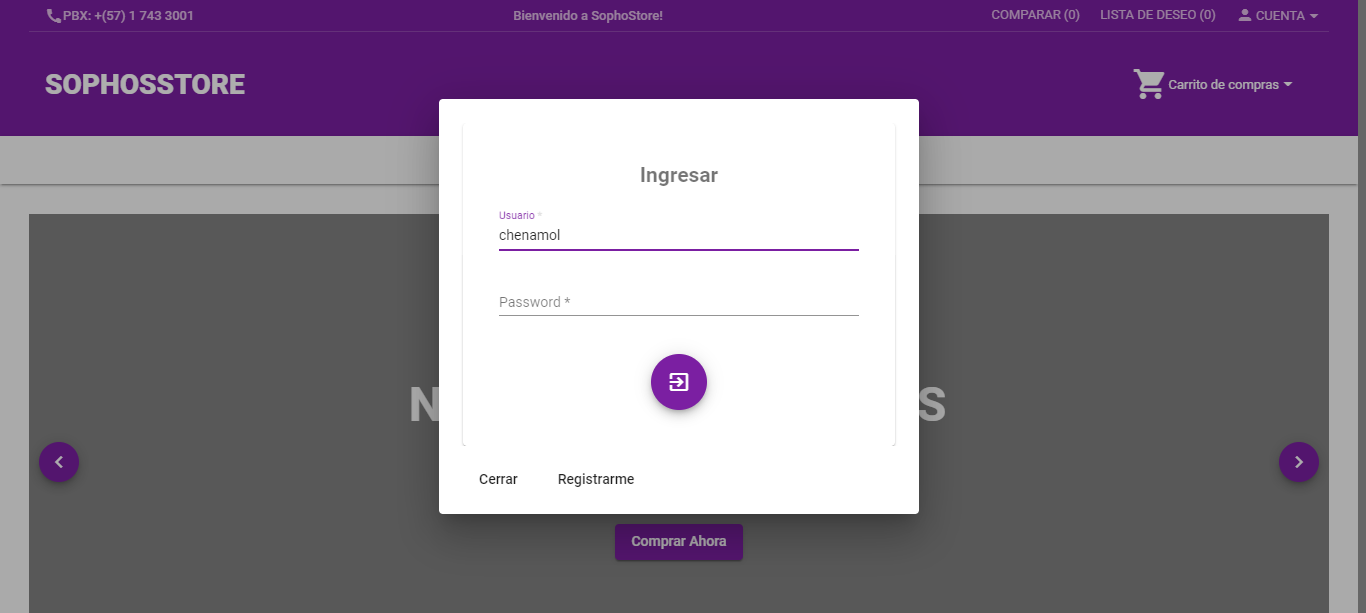 PBX: +(57) 1 743 3001
Bienvenido a SophoStore!
COMPARAR (0)
LISTA DE DESEO (0)
CUENTA
SOPHOSSTORE
Carrito de compras
Ingresar
Usuario *
chenamol
Password *
Cerrar
Registrarme
Comprar Ahora